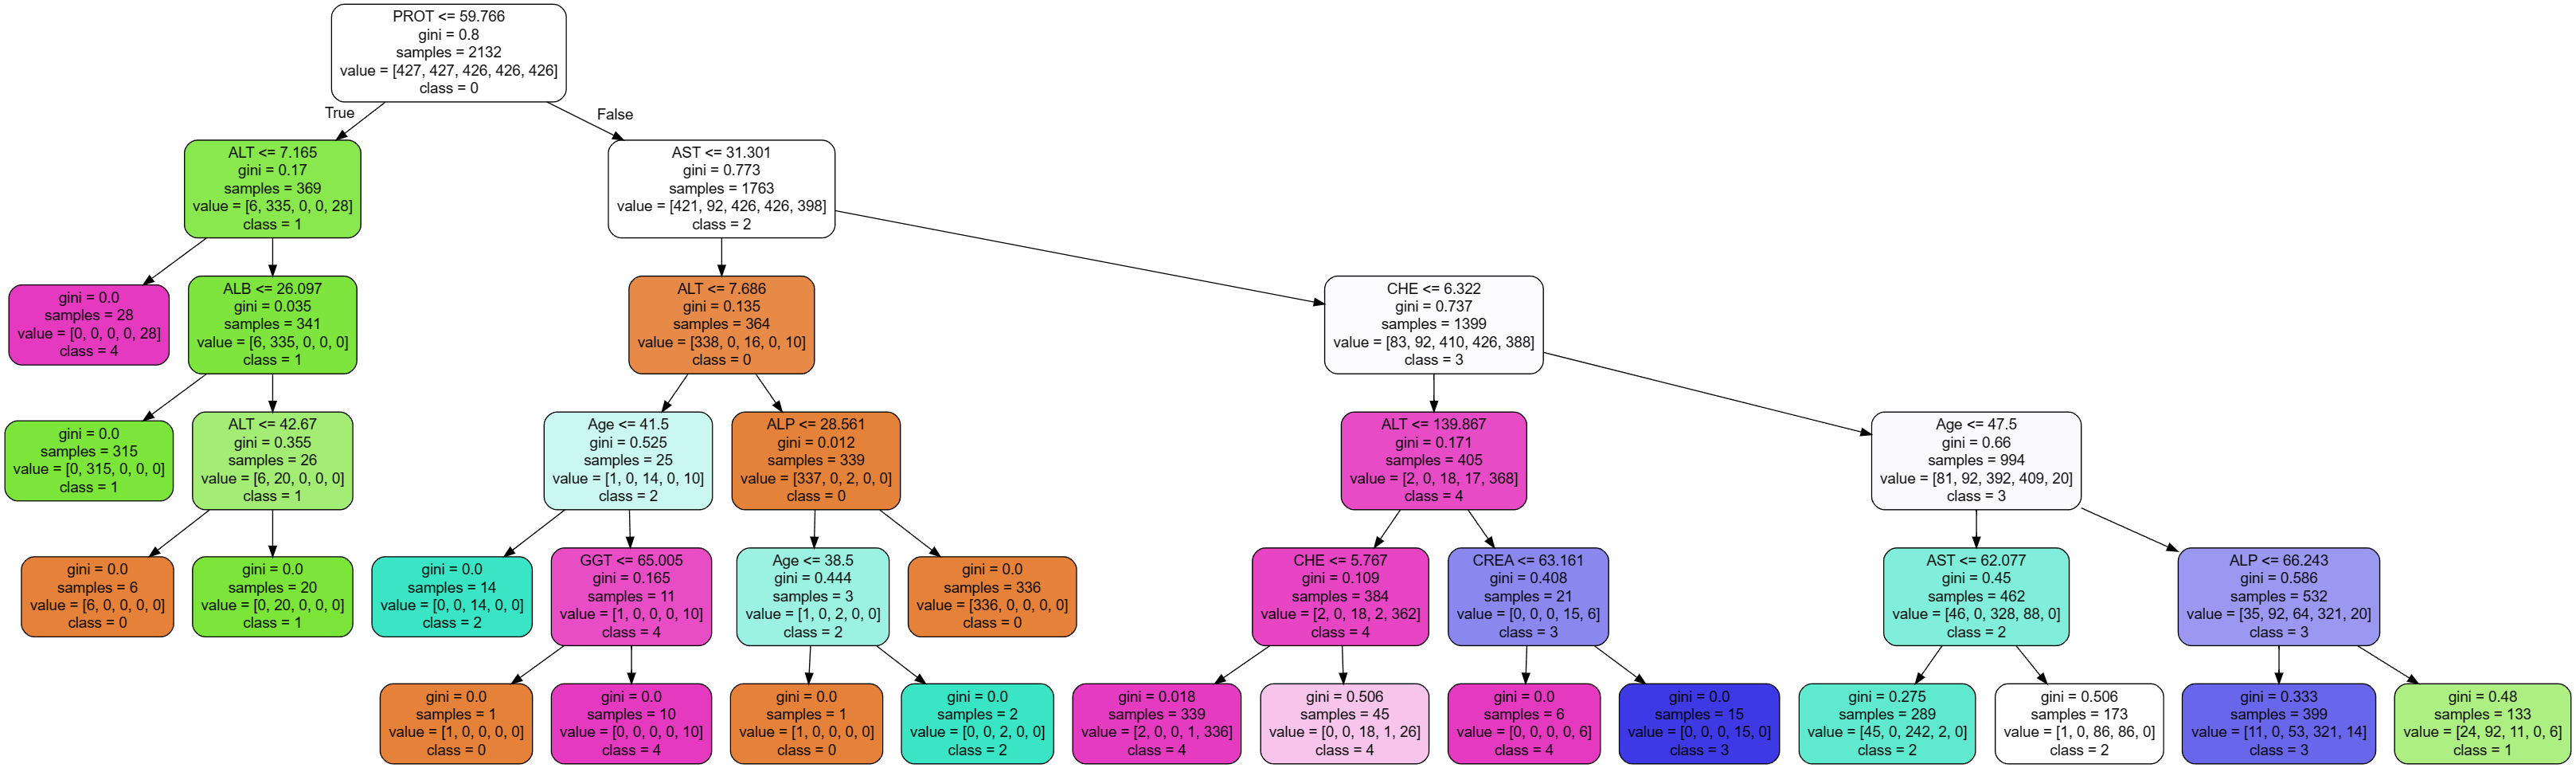 PROT <= 59.766
gini = 0.8
samples = 2132
value = [427, 427, 426, 426, 426]
class = 0
True
False
ALT <= 7.165
gini = 0.17
samples = 369
value = [6, 335, 0, 0, 28]
class = 1
AST <= 31.301
gini = 0.773
samples = 1763
value = [421, 92, 426, 426, 398]
class = 2
gini = 0.0
samples = 28
value = [0, 0, 0, 0, 28]
class = 4
ALB <= 26.097
gini = 0.035
samples = 341
value = [6, 335, 0, 0, 0]
class = 1
ALT <= 7.686
gini = 0.135
samples = 364
value = [338, 0, 16, 0, 10]
class = 0
CHE <= 6.322
gini = 0.737
samples = 1399
value = [83, 92, 410, 426, 388]
class = 3
gini = 0.0
samples = 315
value = [0, 315, 0, 0, 0]
class = 1
ALT <= 42.67
gini = 0.355
samples = 26
value = [6, 20, 0, 0, 0]
class = 1
Age <= 41.5
gini = 0.525
samples = 25
value = [1, 0, 14, 0, 10]
class = 2
ALP <= 28.561
gini = 0.012
samples = 339
value = [337, 0, 2, 0, 0]
class = 0
ALT <= 139.867
gini = 0.171
samples = 405
value = [2, 0, 18, 17, 368]
class = 4
Age <= 47.5
gini = 0.66
samples = 994
value = [81, 92, 392, 409, 20]
class = 3
gini = 0.0
samples = 6
value = [6, 0, 0, 0, 0]
class = 0
gini = 0.0
samples = 20
value = [0, 20, 0, 0, 0]
class = 1
gini = 0.0
samples = 14
value = [0, 0, 14, 0, 0]
class = 2
GGT <= 65.005
gini = 0.165
samples = 11
value = [1, 0, 0, 0, 10]
class = 4
Age <= 38.5
gini = 0.444
samples = 3
value = [1, 0, 2, 0, 0]
class = 2
gini = 0.0
samples = 336
value = [336, 0, 0, 0, 0]
class = 0
CHE <= 5.767
gini = 0.109
samples = 384
value = [2, 0, 18, 2, 362]
class = 4
CREA <= 63.161
gini = 0.408
samples = 21
value = [0, 0, 0, 15, 6]
class = 3
AST <= 62.077
gini = 0.45
samples = 462
value = [46, 0, 328, 88, 0]
class = 2
ALP <= 66.243
gini = 0.586
samples = 532
value = [35, 92, 64, 321, 20]
class = 3
gini = 0.0
samples = 1
value = [1, 0, 0, 0, 0]
class = 0
gini = 0.0
samples = 10
value = [0, 0, 0, 0, 10]
class = 4
gini = 0.0
samples = 1
value = [1, 0, 0, 0, 0]
class = 0
gini = 0.0
samples = 2
value = [0, 0, 2, 0, 0]
class = 2
gini = 0.018
samples = 339
value = [2, 0, 0, 1, 336]
class = 4
gini = 0.506
samples = 45
value = [0, 0, 18, 1, 26]
class = 4
gini = 0.0
samples = 6
value = [0, 0, 0, 0, 6]
class = 4
gini = 0.0
samples = 15
value = [0, 0, 0, 15, 0]
class = 3
gini = 0.275
samples = 289
value = [45, 0, 242, 2, 0]
class = 2
gini = 0.506
samples = 173
value = [1, 0, 86, 86, 0]
class = 2
gini = 0.333
samples = 399
value = [11, 0, 53, 321, 14]
class = 3
gini = 0.48
samples = 133
value = [24, 92, 11, 0, 6]
class = 1